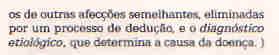 os de outras afecções semelhantes, eliminadas
por um processo de dedução, e o diagnóstico
etiológico, que determina a causa da doença. )